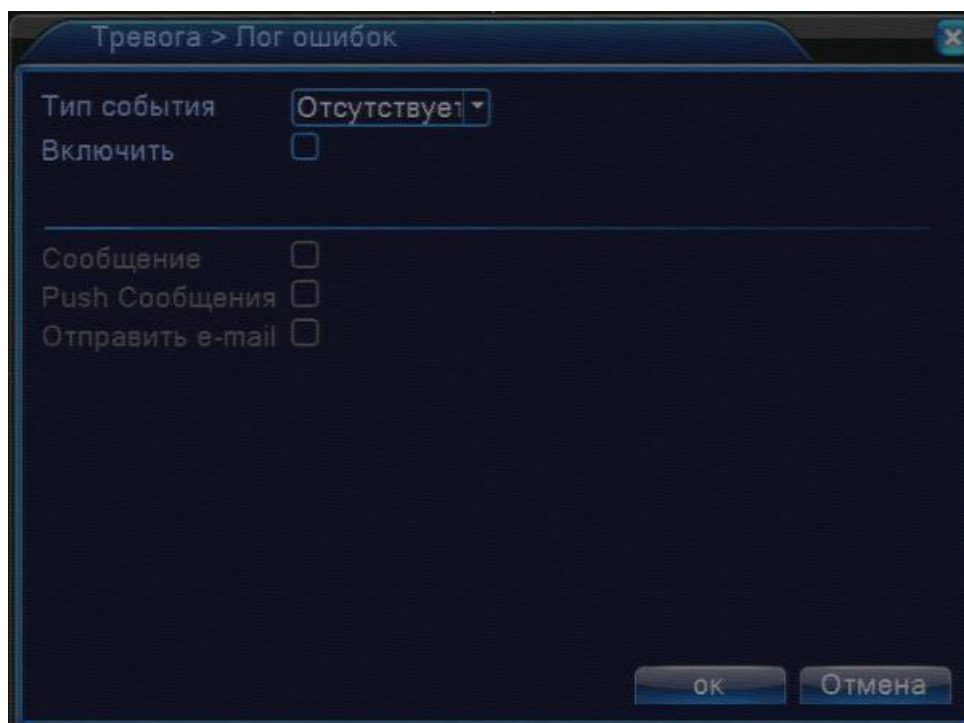 Тревога > Лог ошибок
Тип события Отсутствует
Включить
Сообщение
Push Сообщения
Отправить e-mail
ок Отмена